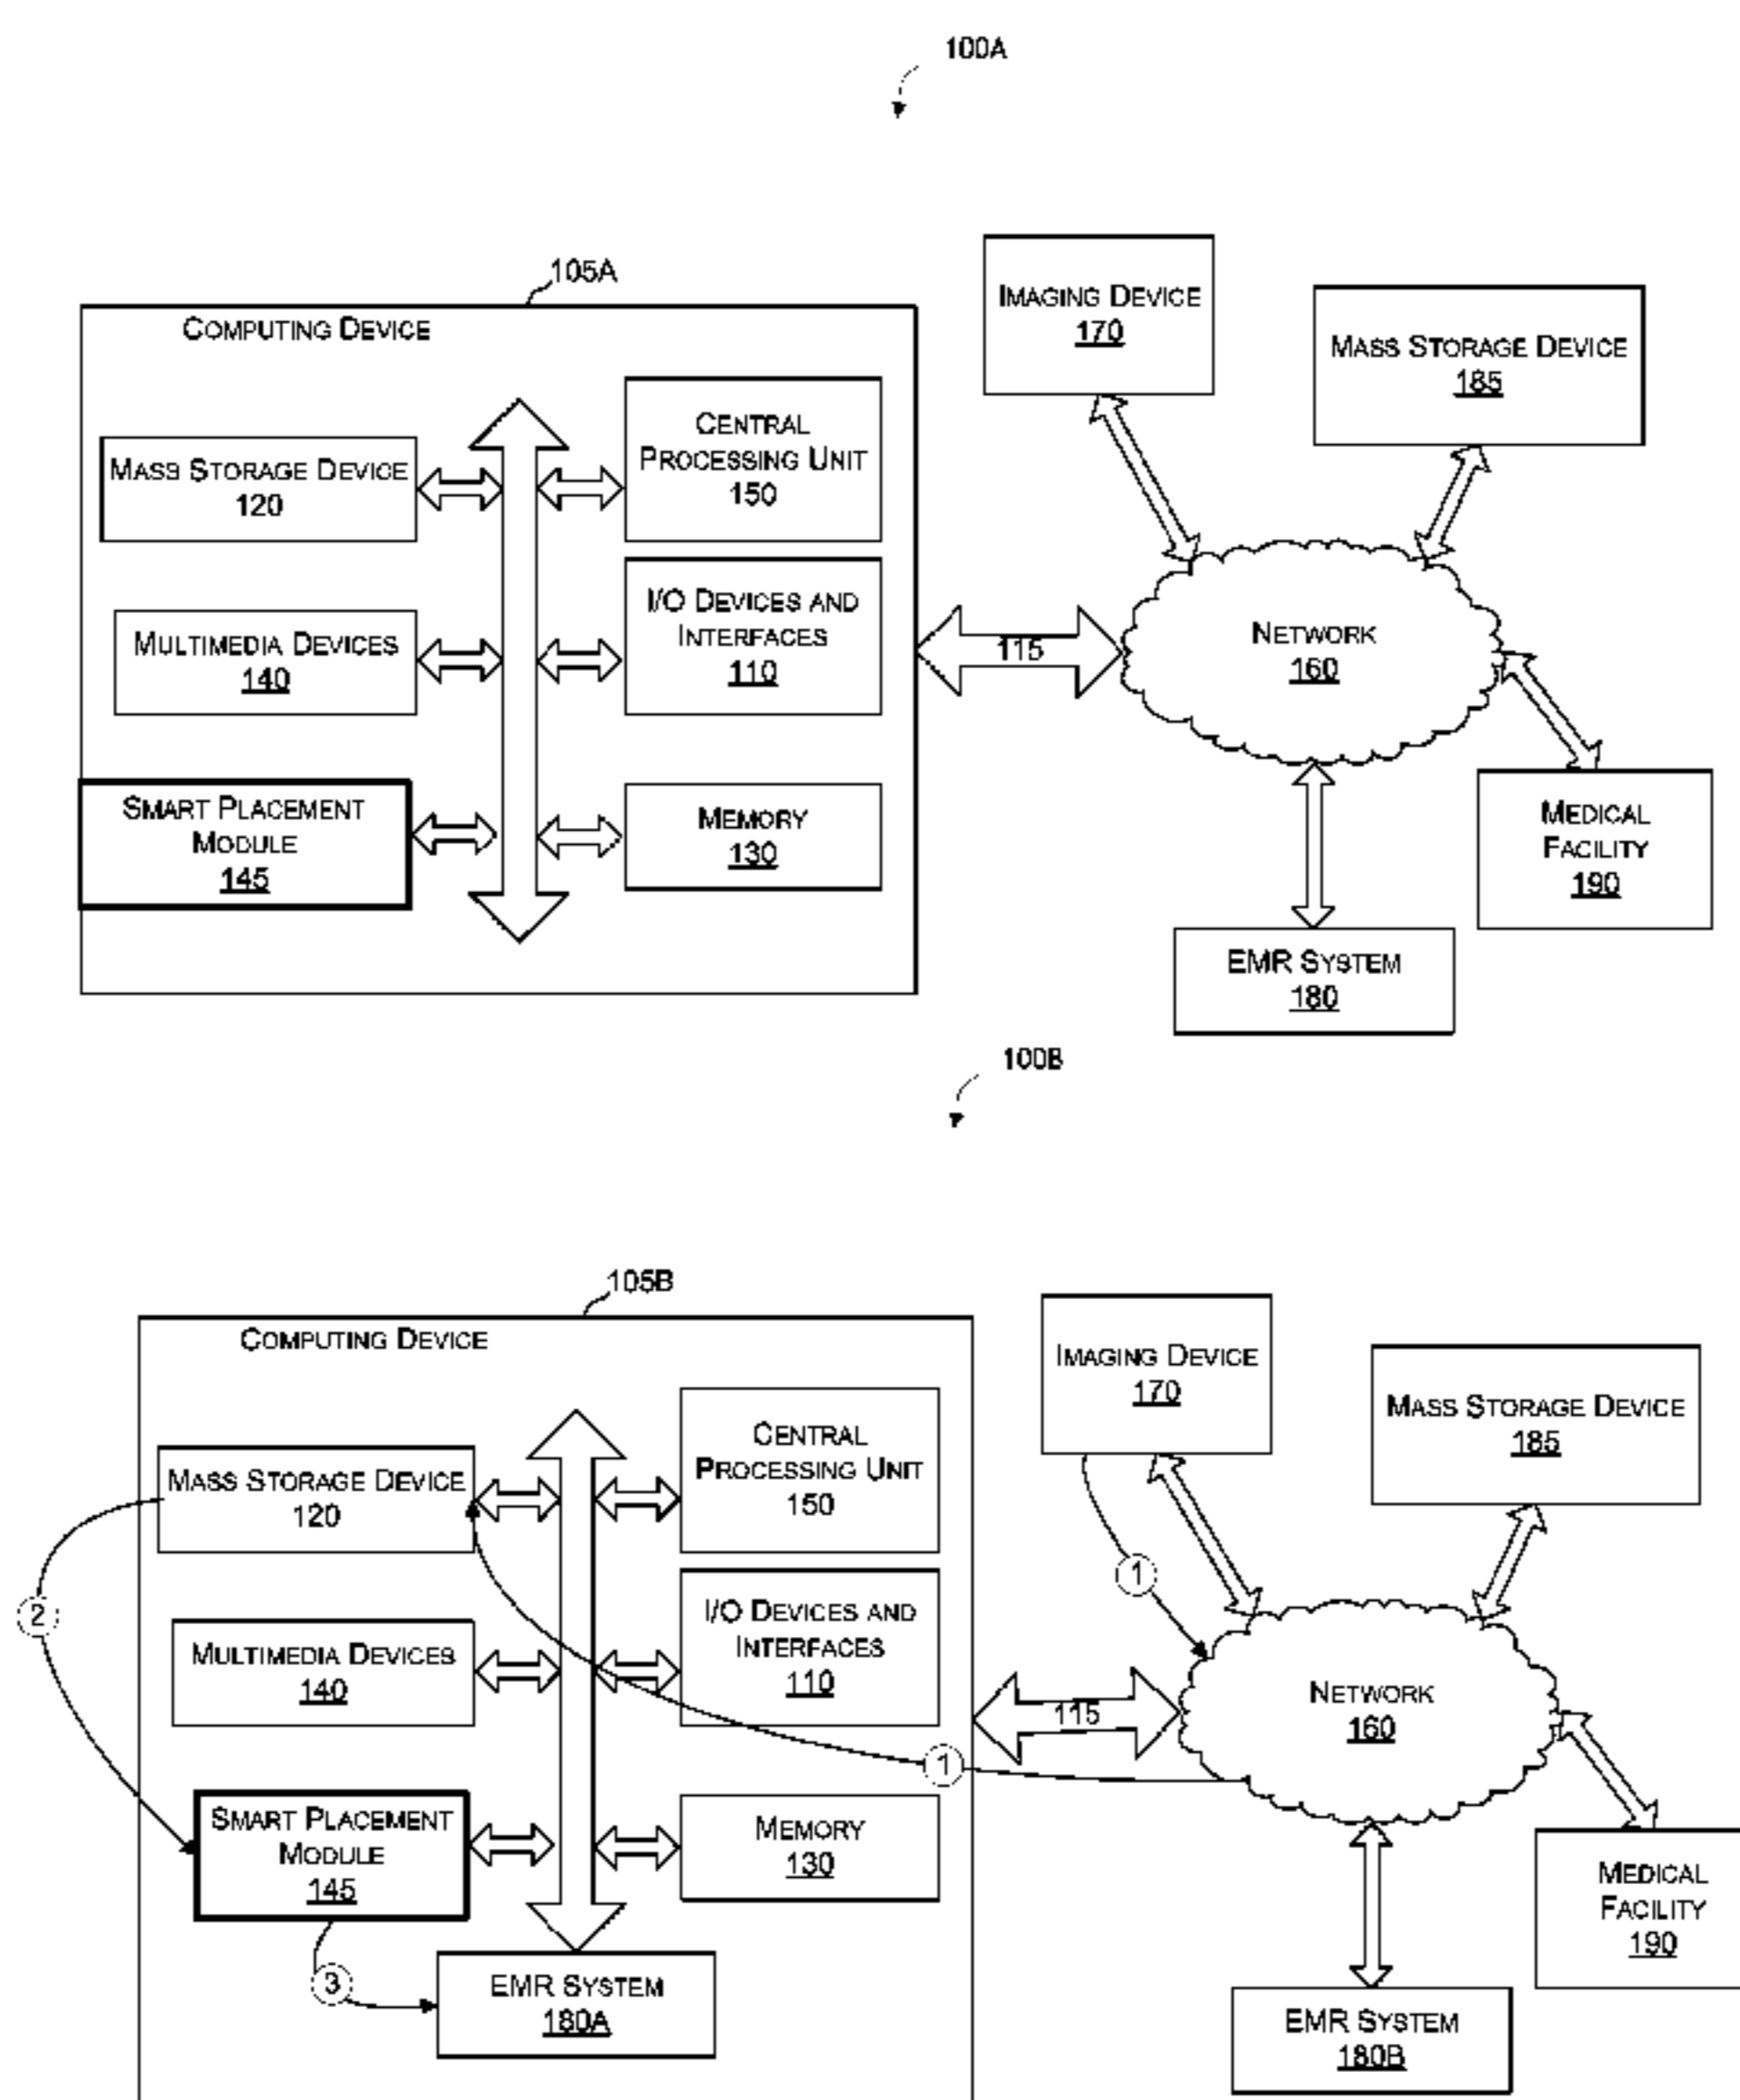 100A
105A
COMPUTING DEVICE
MASS STORAGE DEVICE
120
CENTRAL
PROCESSING UNIT
150
MULTIMEDIA DEVICES
140
I/O DEVICES AND
INTERFACES
110
SMART PLACEMENT
MODULE
145
MEMORY
130
115
IMAGING DEVICE
170
MASS STORAGE DEVICE
185
NETWORK
160
MEDICAL
FACILITY
190
EMR SYSTEM
180
100B
105B
COMPUTING DEVICE
MASS STORAGE DEVICE
120
CENTRAL
PROCESSING UNIT
150
2
MULTIMEDIA DEVICES
140
I/O DEVICES AND
INTERFACES
110
SMART PLACEMENT
MODULE
145
MEMORY
130
3
EMR SYSTEM
180A
115
1
IMAGING DEVICE
170
1
MASS STORAGE DEVICE
185
NETWORK
160
MEDICAL
FACILITY
190
EMR SYSTEM
180B